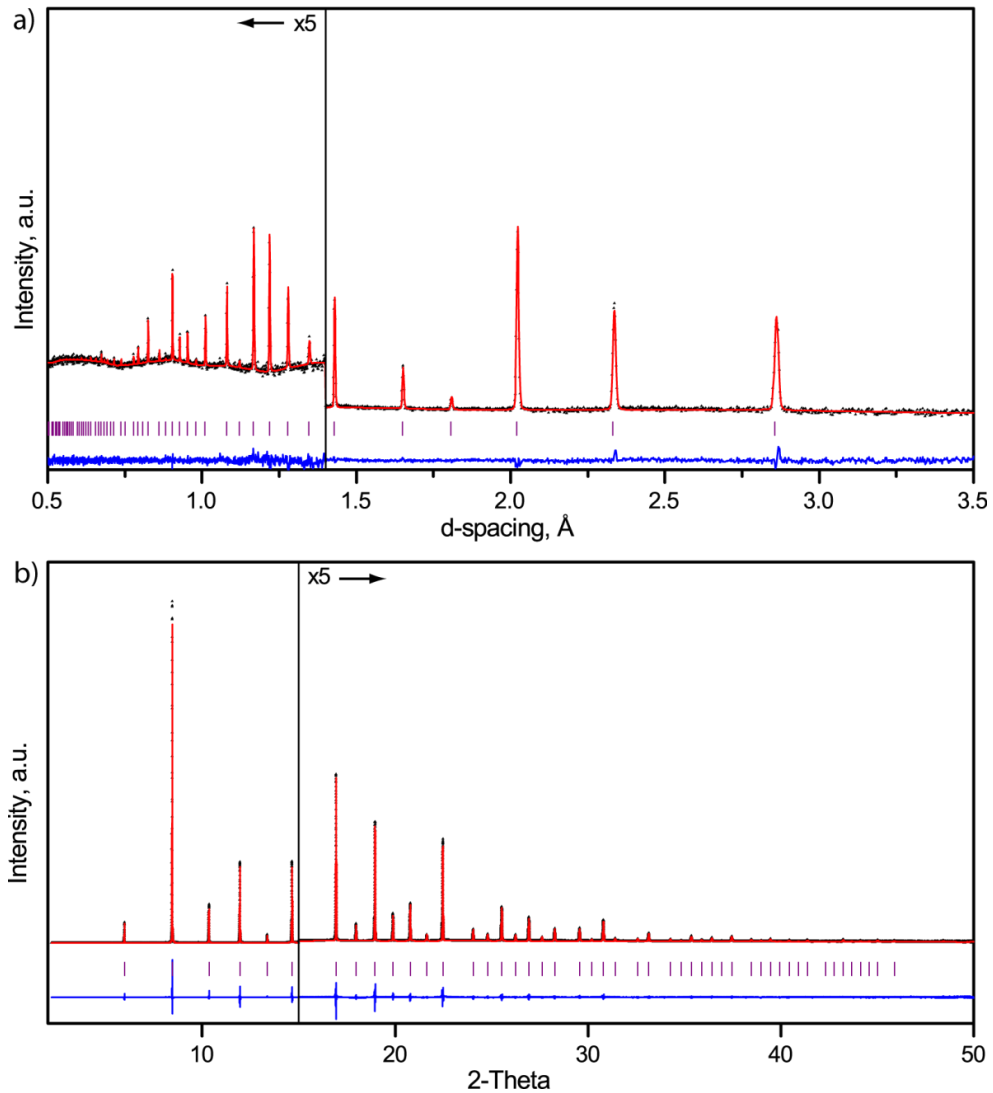 a)
x5
Intensity, a.u.
0.5 1.0 1.5 2.0 2.5 3.0 3.5
d-spacing, Å
b)
x5
Intensity, a.u.
10 20 30 40 50
2-Theta